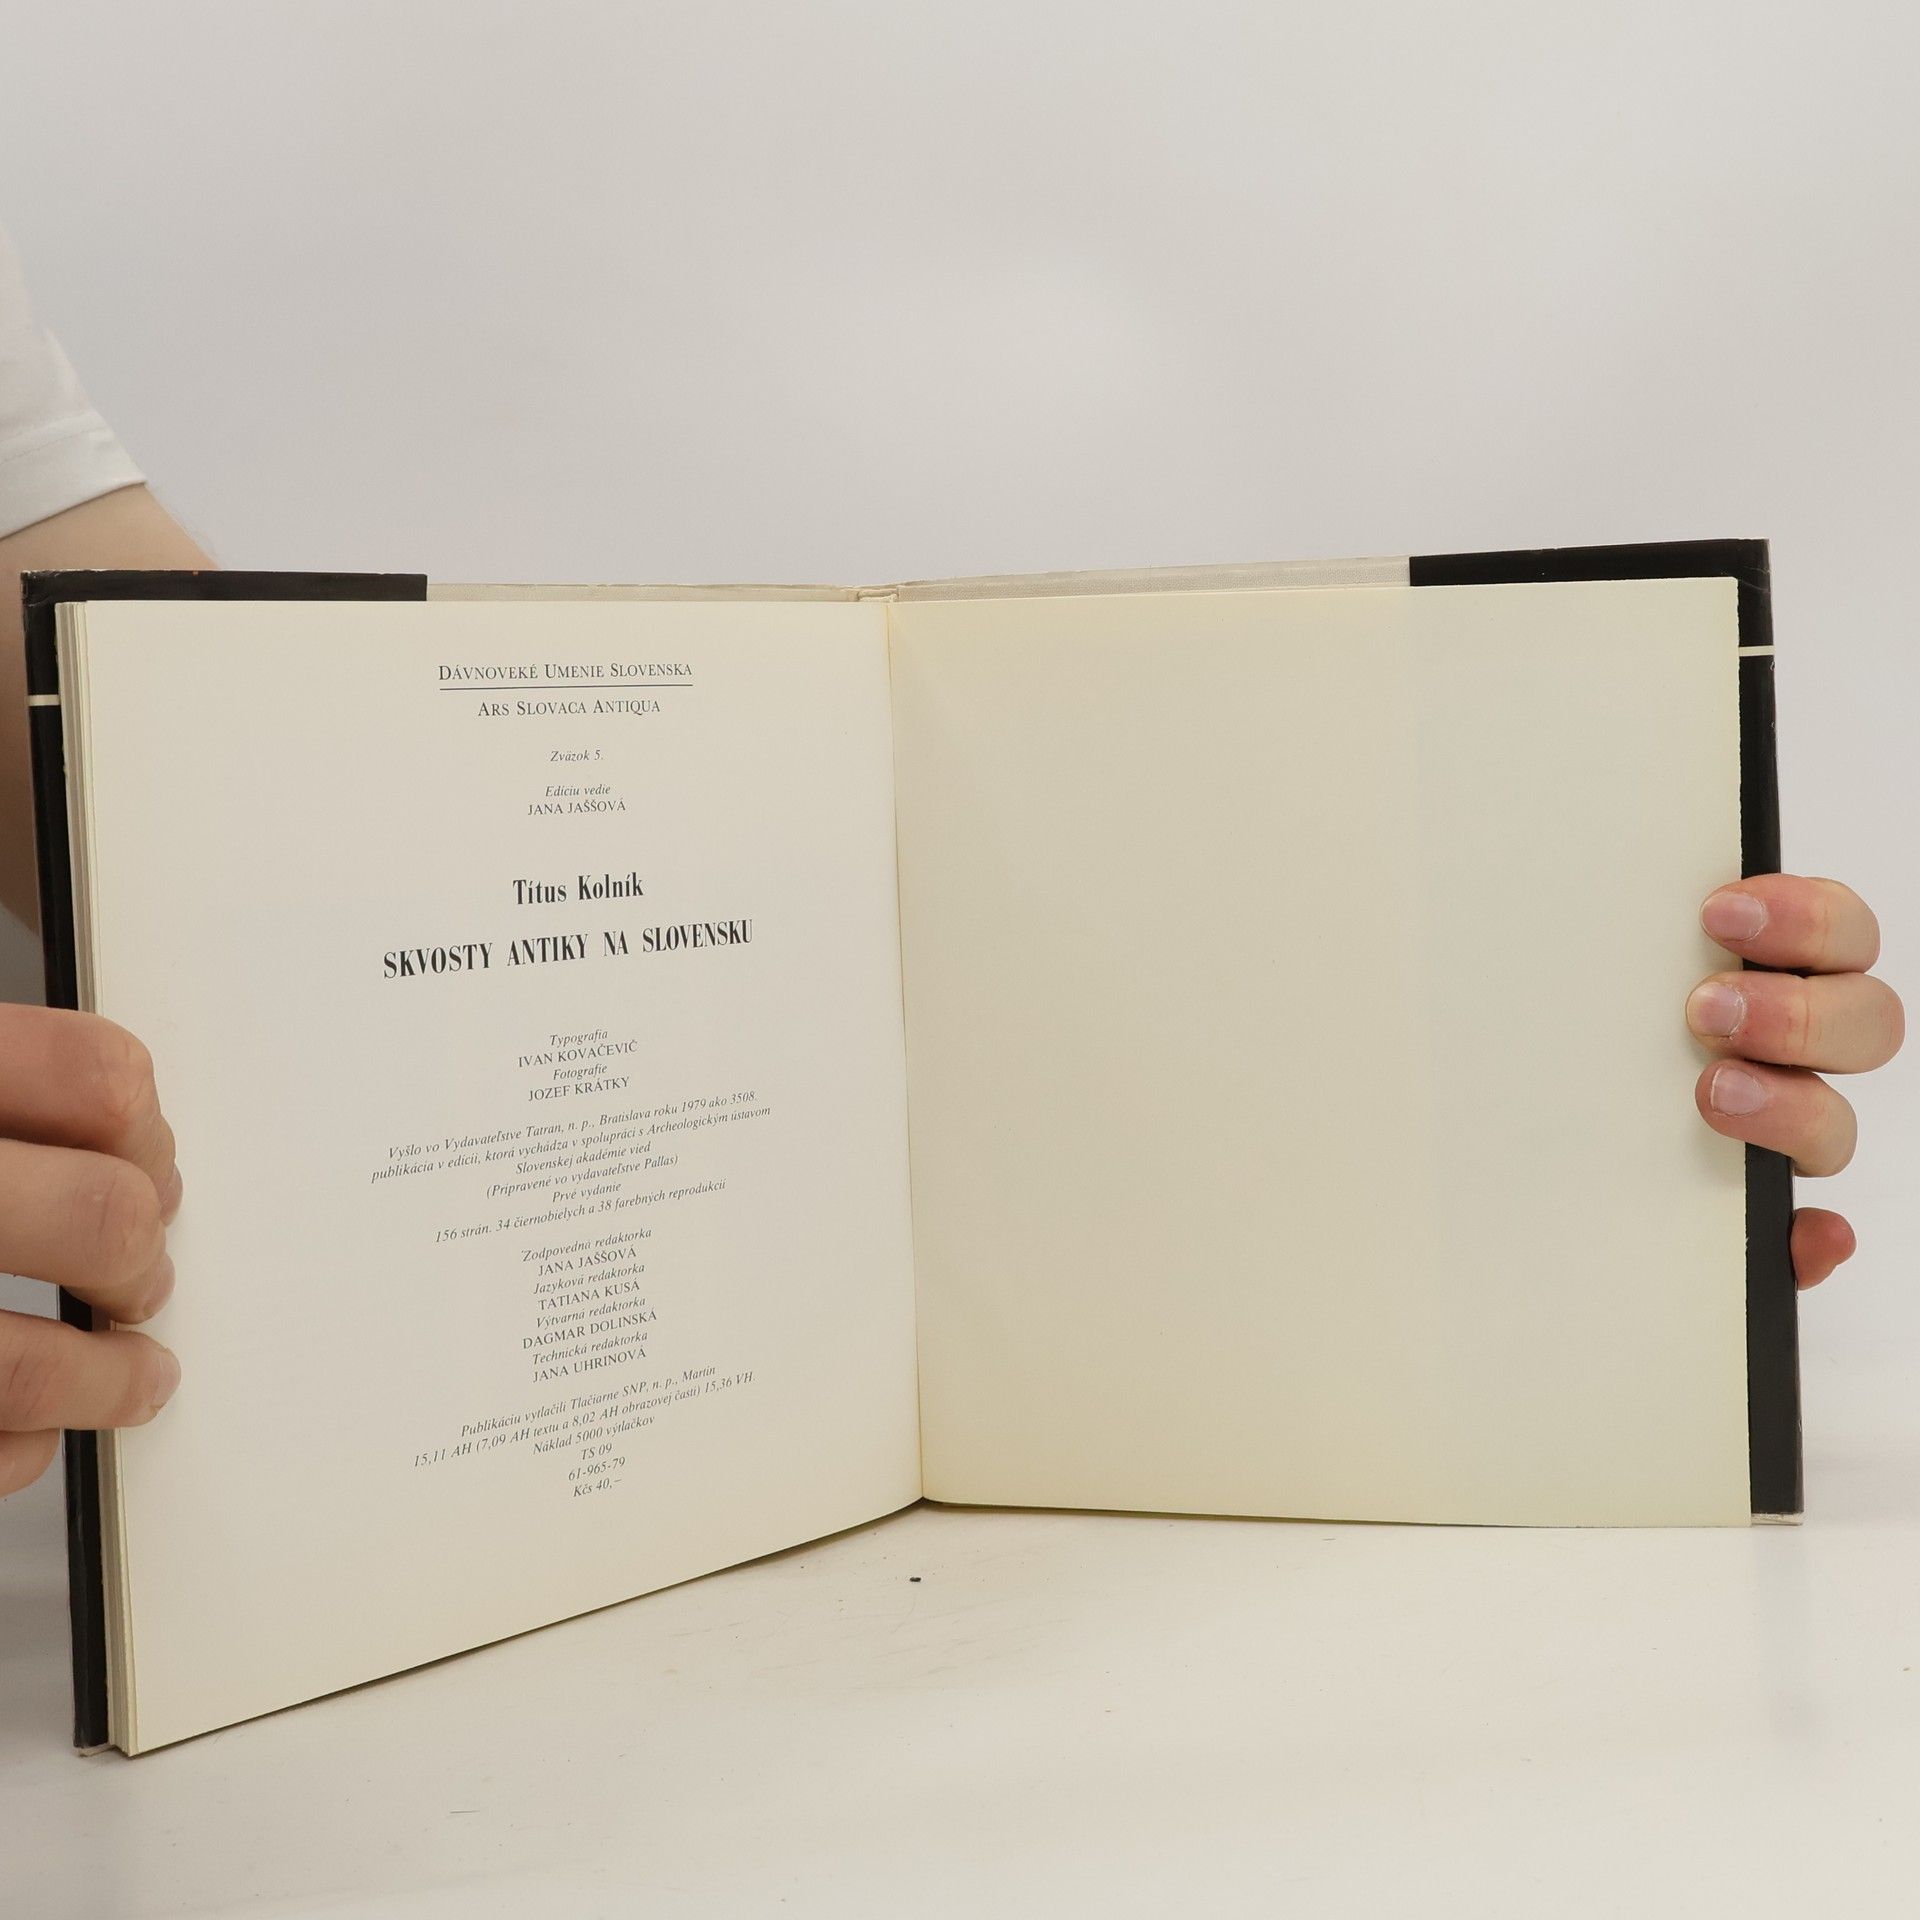 DÁVNOVEKÉ UMENIE SLOVENSKA
ARS SLOVACA ANTIQUA
Zväzok 5.
Edíciu vedie
JANA JAŠŠOVÁ
Títus Kolník
SKVOSTY ANTIKY NA SLOVENSKU
Typografia
IVAN KOVAČEVIČ
Fotografie
JOZEF KRÁTKY
Vyšlo vo Vydavateľstve Tatran, n. p., Bratislava roku 1979 ako 3508.
publikácia v edícii, ktorá vychádza v spolupráci s Archeologickým ústavom
Slovenskej akadémie vied
(Pripravené vo vydavateľstve Pallas)
Prvé vydanie
156 strán. 34 čiernobielych a 38 farebných reprodukcií
Zodpovedná redaktorka
JANA JAŠŠOVÁ
Jazyková redaktorka
TATIANA KUSÁ
Výtvarná redaktorka
DAGMAR DOLINSKÁ
Technická redaktorka
JANA UHRINOVÁ
Publikáciu vytlačili Tlačiarne SNP, n. p., Martin
15,11 AH (7,09 AH textu a 8,02 AH obrazovej časti) 15,36 VH.
Náklad 5000 výtlačkov
TS 09
61-965-79
Kčs 40,–